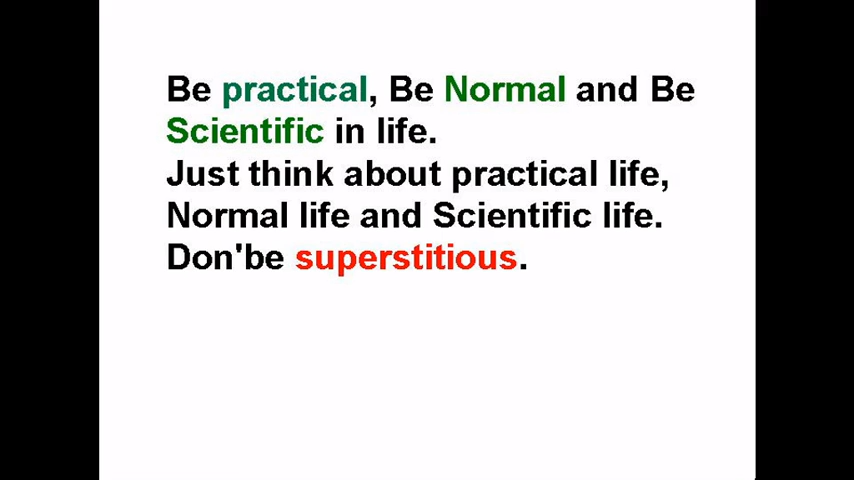 Be practical, Be Normal and Be
Scientific in life.
Just think about practical life,
Normal life and Scientific life.
Don'be superstitious.